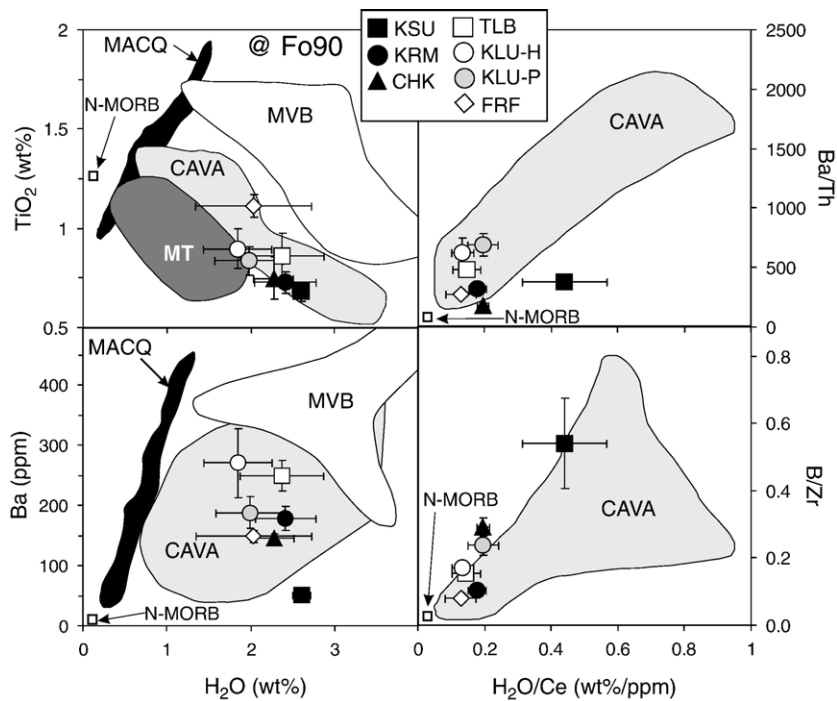 KSU
TLB
KRM
KLU-H
CHK
KLU-P
FRF
@ Fo90
MACQ
N-MORB
MVB
CAVA
MT
TiO2 (wt%)
2
1.5
1
0.5
CAVA
N-MORB
Ba/Th
2500
2000
1500
1000
500
0
MACQ
MVB
CAVA
N-MORB
Ba (ppm)
400
300
200
100
0
0 1 2 3
H2O (wt%)
N-MORB
CAVA
B/Zr
0.8
0.6
0.4
0.2
0.0
0 0.2 0.4 0.6 0.8 1
H2O/Ce (wt%/ppm)